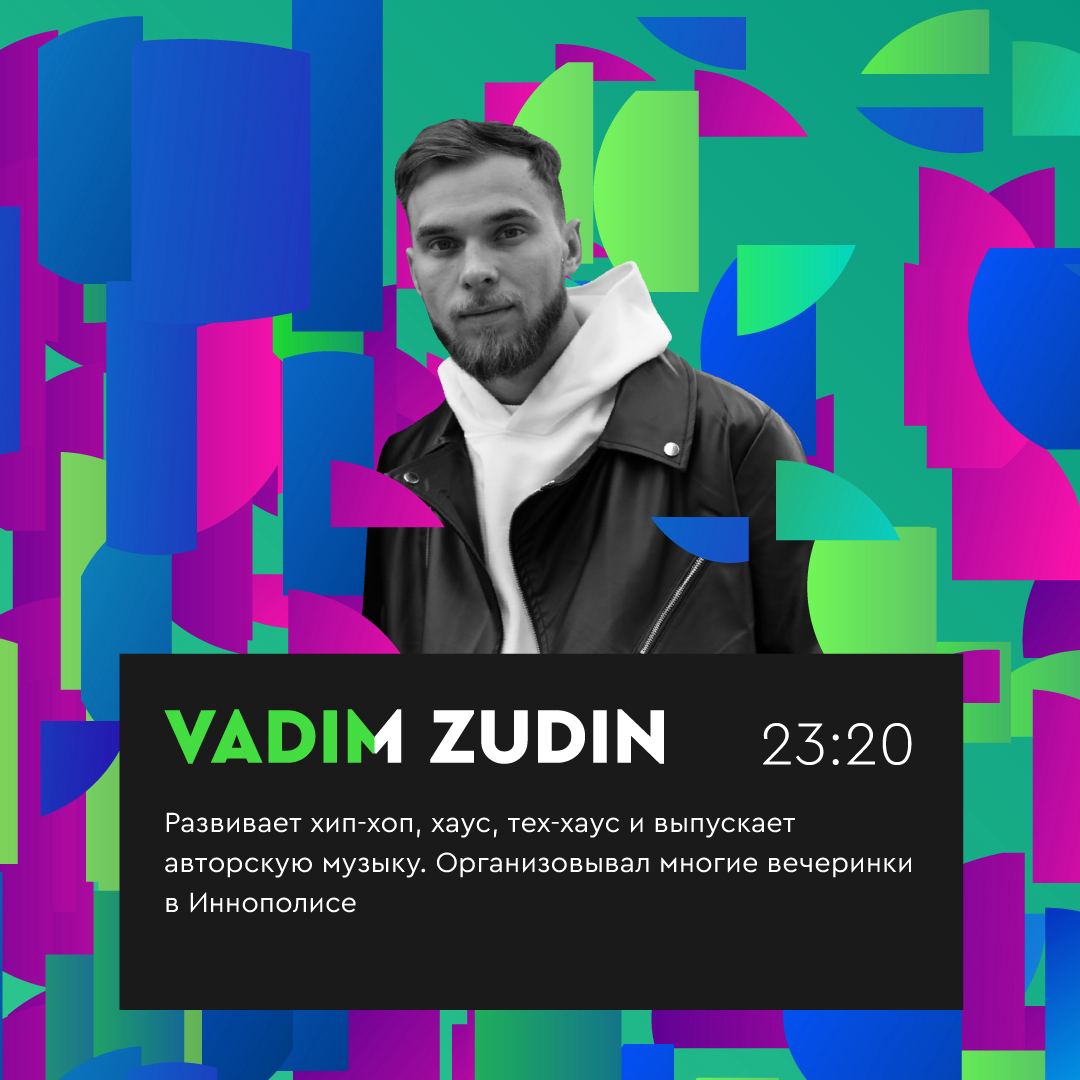 VADIM ZUDIN 23:20
Развивает хип-хоп, хаус, тех-хаус и выпускает
авторскую музыку. Организовывал многие вечеринки
в Иннополисе